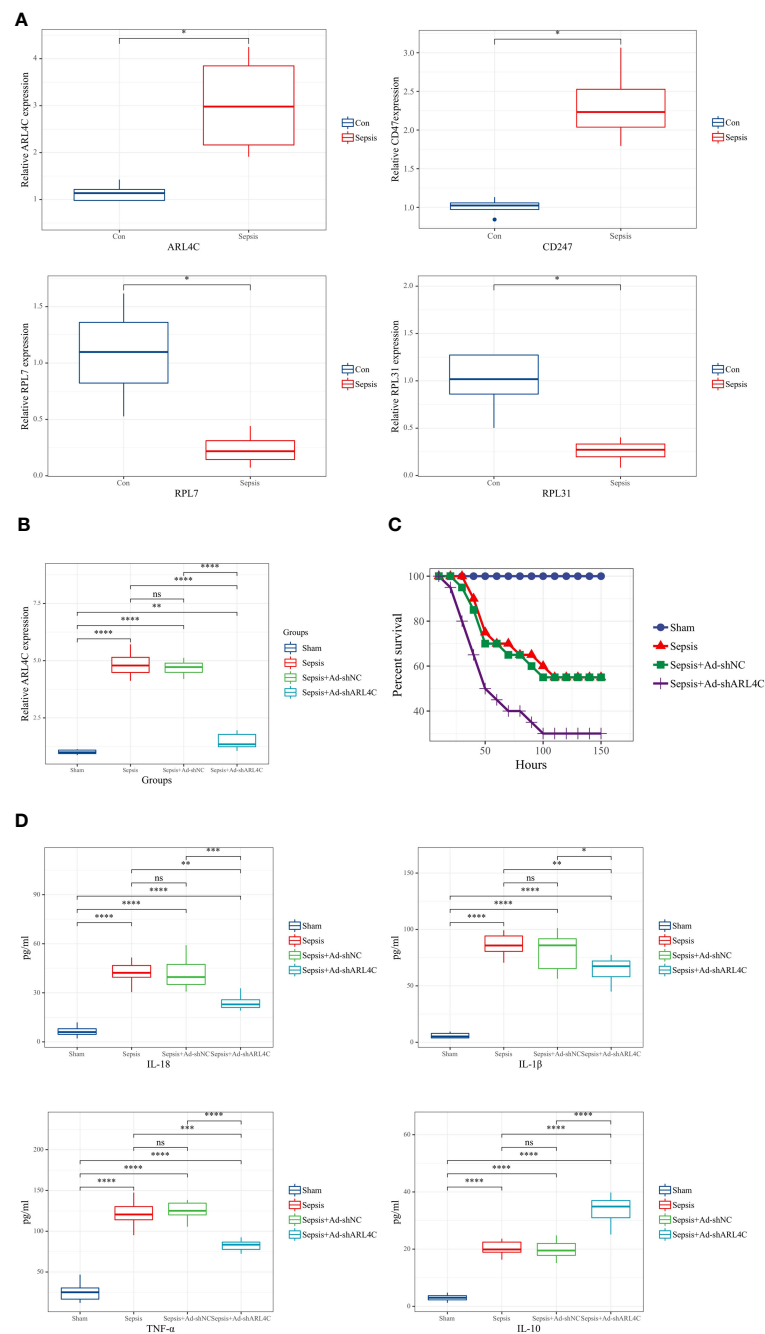 A
*
Relative ARL4C expression
4
3
2
1
Con
Sepsis
ARL4C
Con
Sepsis
*
Relative CD47expression
3.0
2.5
2.0
1.5
1.0
Con
Sepsis
CD247
Con
Sepsis
*
Relative RPL7 expression
1.5
1.0
0.5
0.0
Con
Sepsis
RPL7
Con
Sepsis
*
Relative RPL31 expression
1.5
1.0
0.5
0.0
Con
Sepsis
RPL31
Con
Sepsis
B
****
****
ns
**
****
****
Relative ARL4C expression
7.5
5.0
2.5
Sham
Sepsis
Sepsis+Ad-shNC
Sepsis+Ad-shARL4C
Groups
Groups
Sham
Sepsis
Sepsis+Ad-shNC
Sepsis+Ad-shARL4C
C
Percent survival
100
80
60
40
50
100
150
Hours
Sham
Sepsis
Sepsis+Ad-shNC
Sepsis+Ad-shARL4C
D
***
**
ns
****
****
****
pg/ml
90
60
30
0
Sham
Sepsis
Sepsis+Ad-shNC
Sepsis+Ad-shARL4C
IL-18
Sham
Sepsis
Sepsis+Ad-shNC
Sepsis+Ad-shARL4C
*
**
ns
****
****
****
pg/ml
150
100
50
0
Sham
Sepsis
Sepsis+Ad-shNC
Sepsis+Ad-shARL4C
IL-1β
Sham
Sepsis
Sepsis+Ad-shNC
Sepsis+Ad-shARL4C
****
***
ns
****
****
****
pg/ml
200
150
100
50
Sham
Sepsis
Sepsis+Ad-shNC
Sepsis+Ad-shARL4C
TNF-α
Sham
Sepsis
Sepsis+Ad-shNC
Sepsis+Ad-shARL4C
****
****
ns
****
****
****
pg/ml
60
40
20
0
Sham
Sepsis
Sepsis+Ad-shNC
Sepsis+Ad-shARL4C
IL-10
Sham
Sepsis
Sepsis+Ad-shNC
Sepsis+Ad-shARL4C